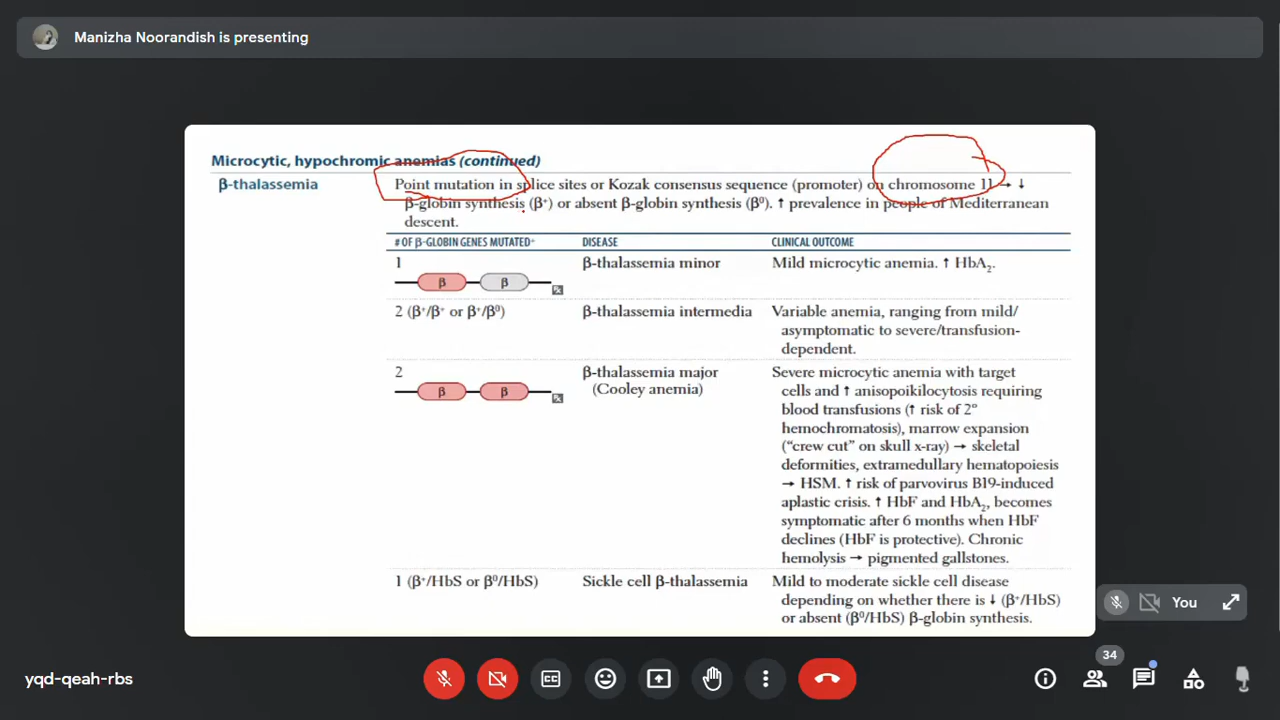 Manizha Noorandish is presenting
Microcytic, hypochromic anemias (continued)
β-thalassemia
Point mutation in splice sites or Kozak consensus sequence (promoter) on chromosome 11 → ↓
β-globin synthesis (β⁺) or absent β-globin synthesis (β⁰). ↑ prevalence in people of Mediterranean
descent.
# OF β-GLOBIN GENES MUTATED⁺ DISEASE CLINICAL OUTCOME
1 β-thalassemia minor Mild microcytic anemia. ↑ HbA₂.
β β Rx
2 (β⁺/β⁺ or β⁺/β⁰) β-thalassemia intermedia Variable anemia, ranging from mild/
asymptomatic to severe/transfusion-
dependent.
2 β-thalassemia major Severe microcytic anemia with target
(Cooley anemia) cells and ↑ anisopoikilocytosis requiring
β β Rx
blood transfusions (↑ risk of 2°
hemochromatosis), marrow expansion
(“crew cut” on skull x-ray) → skeletal
deformities, extramedullary hematopoiesis
→ HSM. ↑ risk of parvovirus B19-induced
aplastic crisis. ↑ HbF and HbA₂, becomes
symptomatic after 6 months when HbF
declines (HbF is protective). Chronic
hemolysis → pigmented gallstones.
1 (β⁺/HbS or β⁰/HbS) Sickle cell β-thalassemia Mild to moderate sickle cell disease
depending on whether there is ↓ (β⁺/HbS)
or absent (β⁰/HbS) β-globin synthesis.
You
34
CC
yqd-qeah-rbs